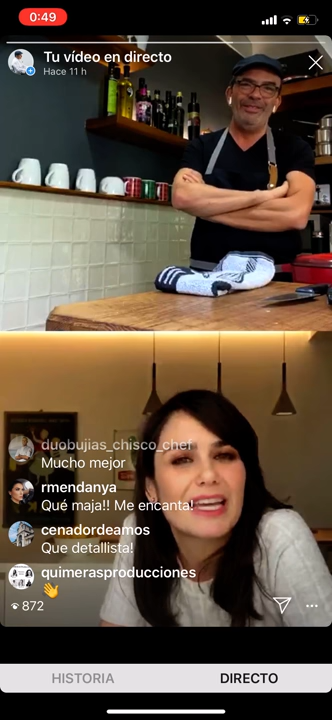 0:49
Tu vídeo en directo
Hace 11 h
duobujias_chisco_chef
Mucho mejor
rmendanya
Qué maja!! Me encanta!
cenadordeamos
Que detallista!
quimerasproducciones
👋
872
HISTORIA
DIRECTO